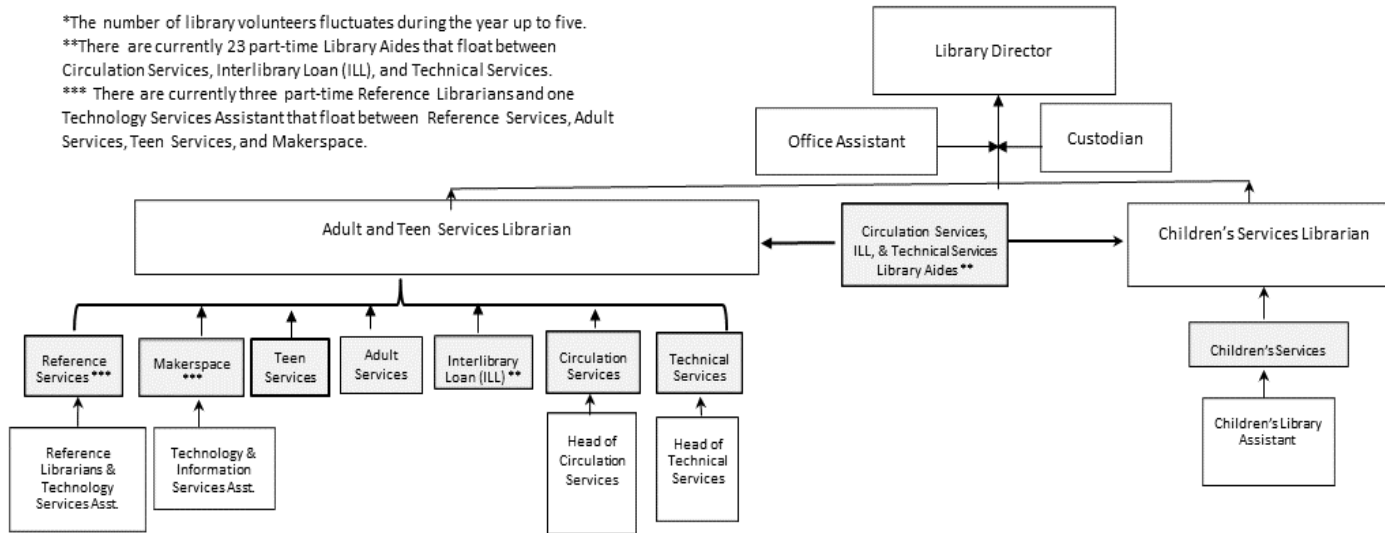 *The number of library volunteers fluctuates during the year up to five.
**There are currently 23 part-time Library Aides that float between
Circulation Services, Interlibrary Loan (ILL), and Technical Services.
*** There are currently three part-time Reference Librarians and one
Technology Services Assistant that float between Reference Services, Adult
Services, Teen Services, and Makerspace.
Library Director
Office Assistant
Custodian
Adult and Teen Services Librarian
Circulation Services,
ILL, & Technical Services
Library Aides **
Children's Services Librarian
Reference
Services ***
Makerspace
***
Teen
Services
Adult
Services
Interlibrary
Loan (ILL) **
Circulation
Services
Technical
Services
Children's Services
Reference
Librarians &
Technology
Services Asst.
Technology &
Information
Services Asst.
Head of
Circulation
Services
Head of
Technical
Services
Children's Library
Assistant